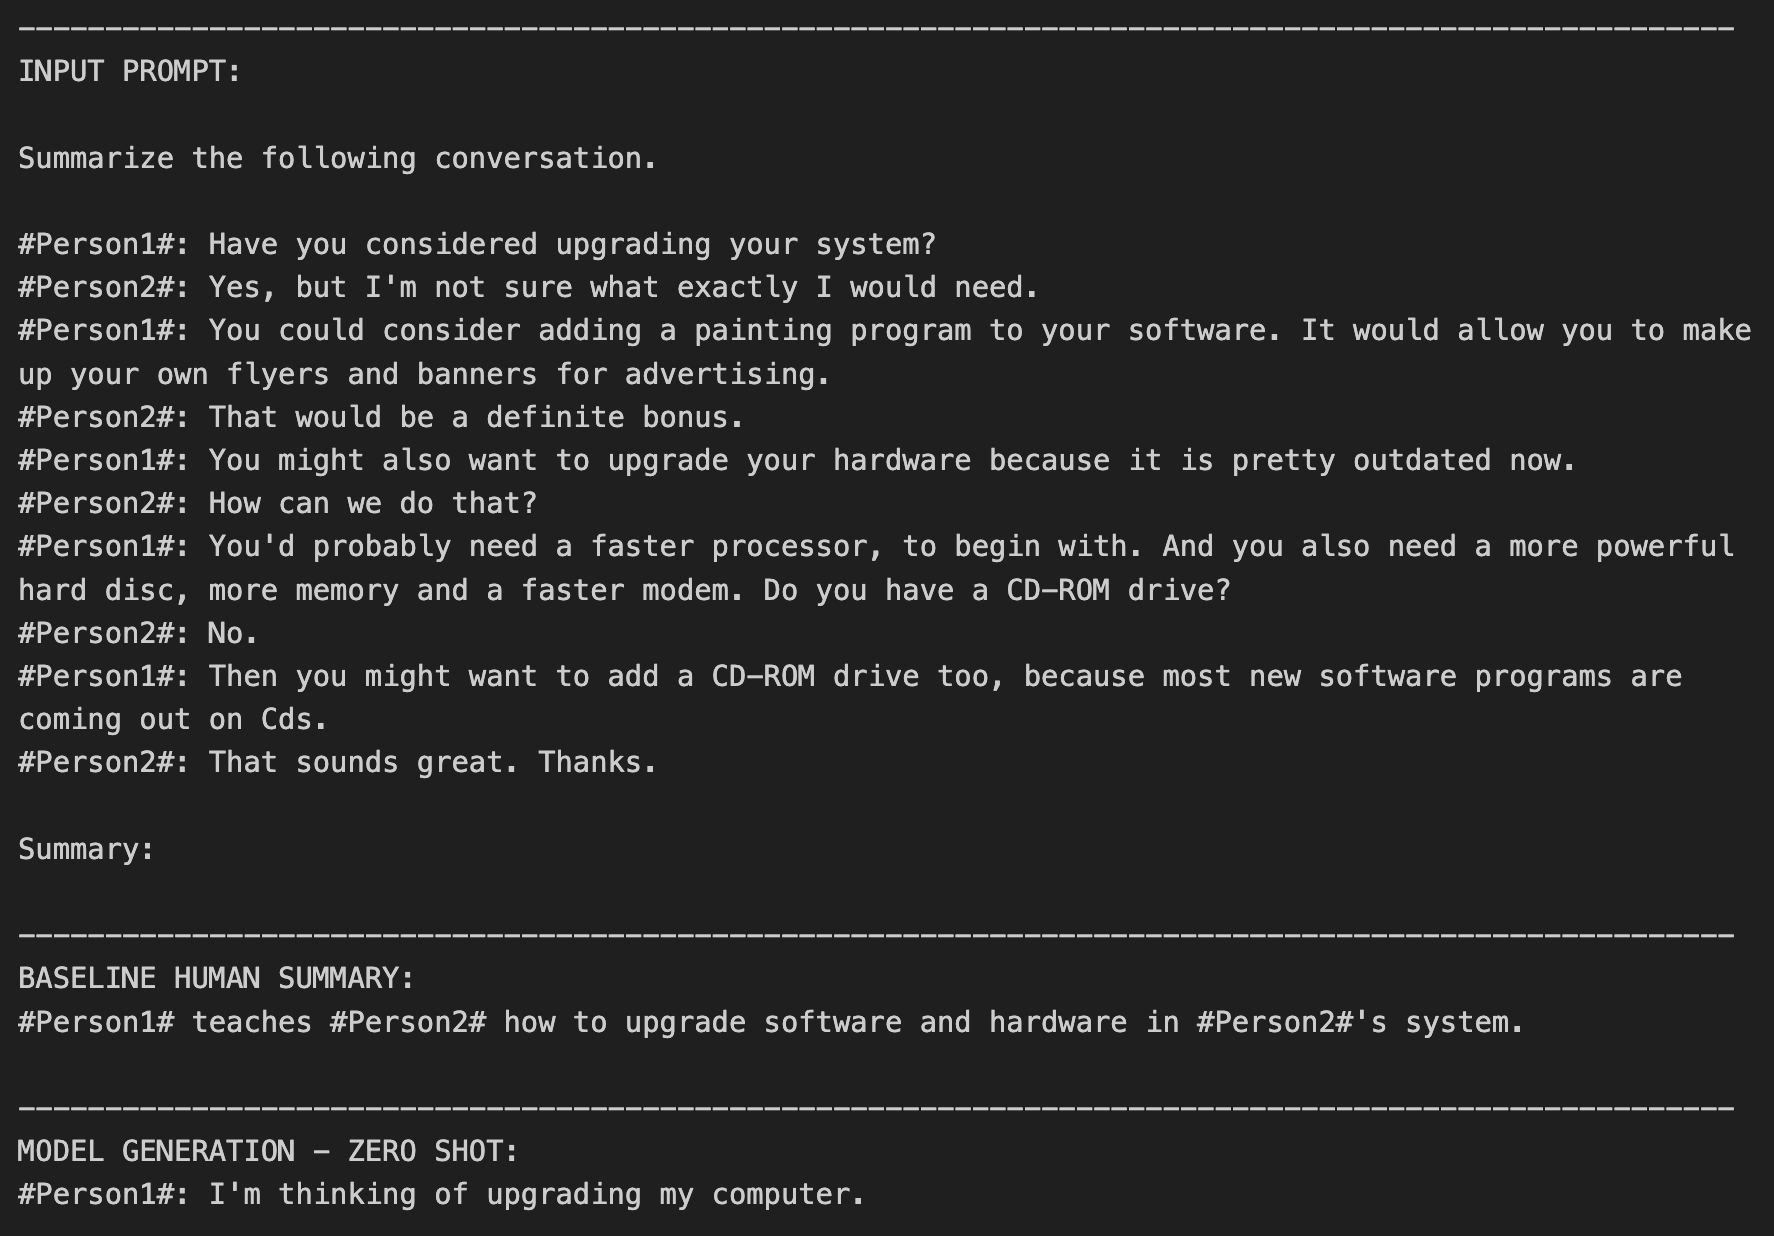 ---------------------------------------------------------------------------------------------------
INPUT PROMPT:
Summarize the following conversation.
#Person1#: Have you considered upgrading your system?
#Person2#: Yes, but I'm not sure what exactly I would need.
#Person1#: You could consider adding a painting program to your software. It would allow you to make
up your own flyers and banners for advertising.
#Person2#: That would be a definite bonus.
#Person1#: You might also want to upgrade your hardware because it is pretty outdated now.
#Person2#: How can we do that?
#Person1#: You'd probably need a faster processor, to begin with. And you also need a more powerful
hard disc, more memory and a faster modem. Do you have a CD-ROM drive?
#Person2#: No.
#Person1#: Then you might want to add a CD-ROM drive too, because most new software programs are
coming out on Cds.
#Person2#: That sounds great. Thanks.
Summary:
---------------------------------------------------------------------------------------------------
BASELINE HUMAN SUMMARY:
#Person1# teaches #Person2# how to upgrade software and hardware in #Person2#'s system.
---------------------------------------------------------------------------------------------------
MODEL GENERATION - ZERO SHOT:
#Person1#: I'm thinking of upgrading my computer.